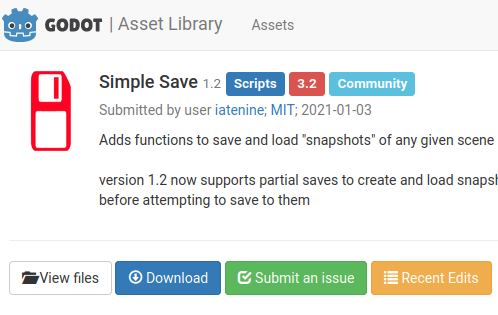 GODOT | Asset Library Assets
Simple Save 1.2 Scripts 3.2 Community
Submitted by user iatenine; MIT; 2021-01-03
Adds functions to save and load "snapshots" of any given scene
version 1.2 now supports partial saves to create and load snaps
before attempting to save to them
View files Download Submit an issue Recent Edits